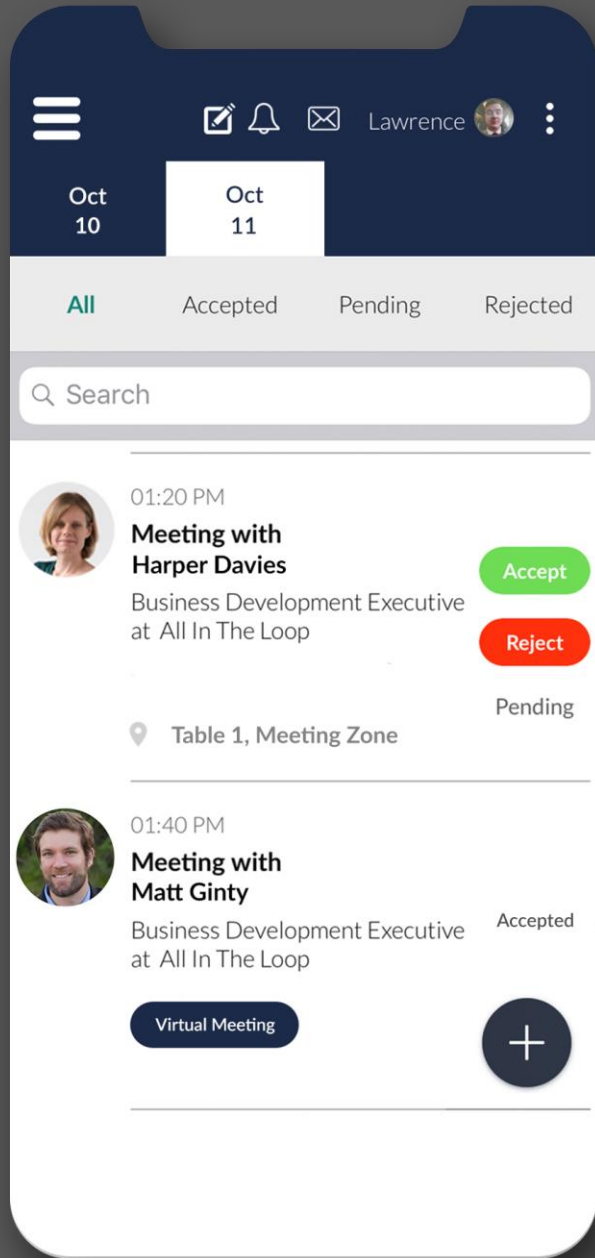 Lawrence
Oct
10
Oct
11
All Accepted Pending Rejected
Search
01:20 PM
Meeting with
Harper Davies
Business Development Executive
at All In The Loop
Accept
Reject
Pending
Table 1, Meeting Zone
01:40 PM
Meeting with
Matt Ginty
Business Development Executive
at All In The Loop
Accepted
Virtual Meeting